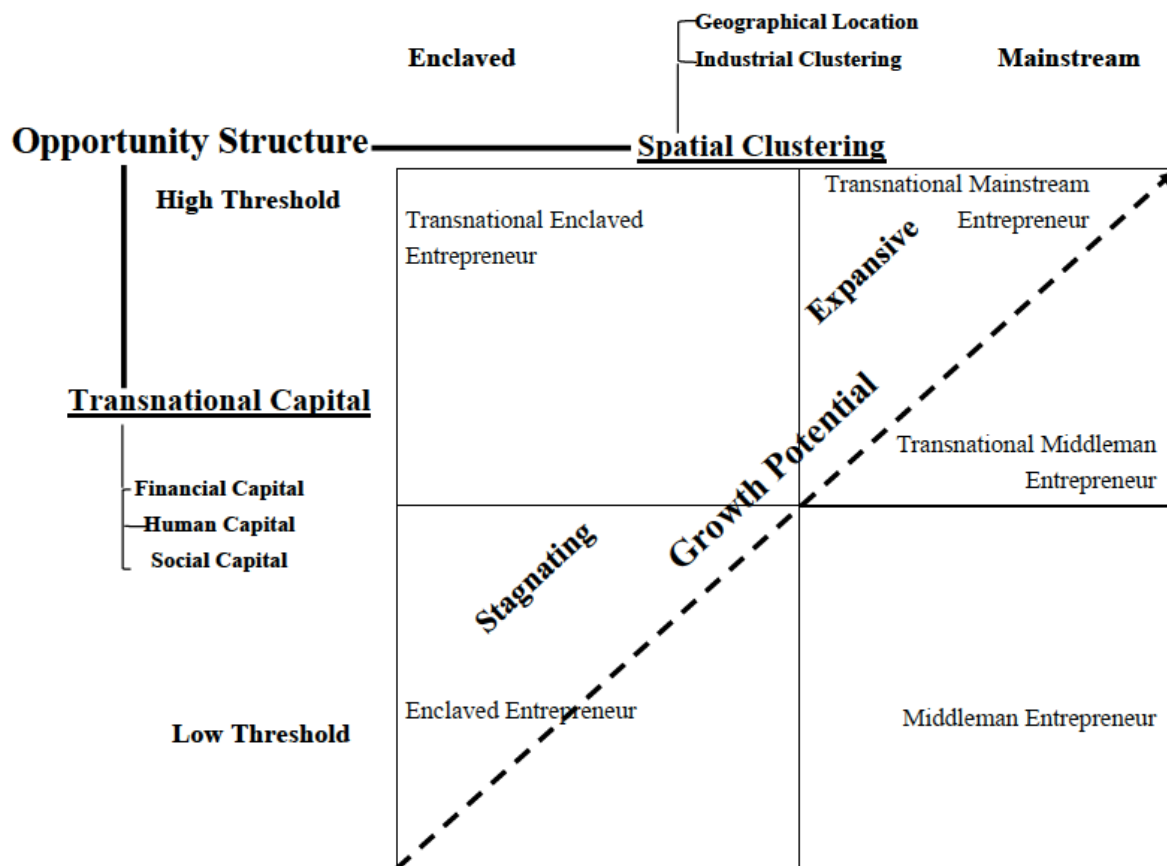 Geographical Location
Enclaved
Industrial Clustering
Mainstream
Opportunity Structure
Spatial Clustering
High Threshold
Transnational Enclaved
Entrepreneur
Transnational Mainstream
Entrepreneur
Expansive
Transnational Capital
Growth Potential
Transnational Middleman
Entrepreneur
Financial Capital
Human Capital
Social Capital
Stagnating
Low Threshold
Enclaved Entrepreneur
Middleman Entrepreneur